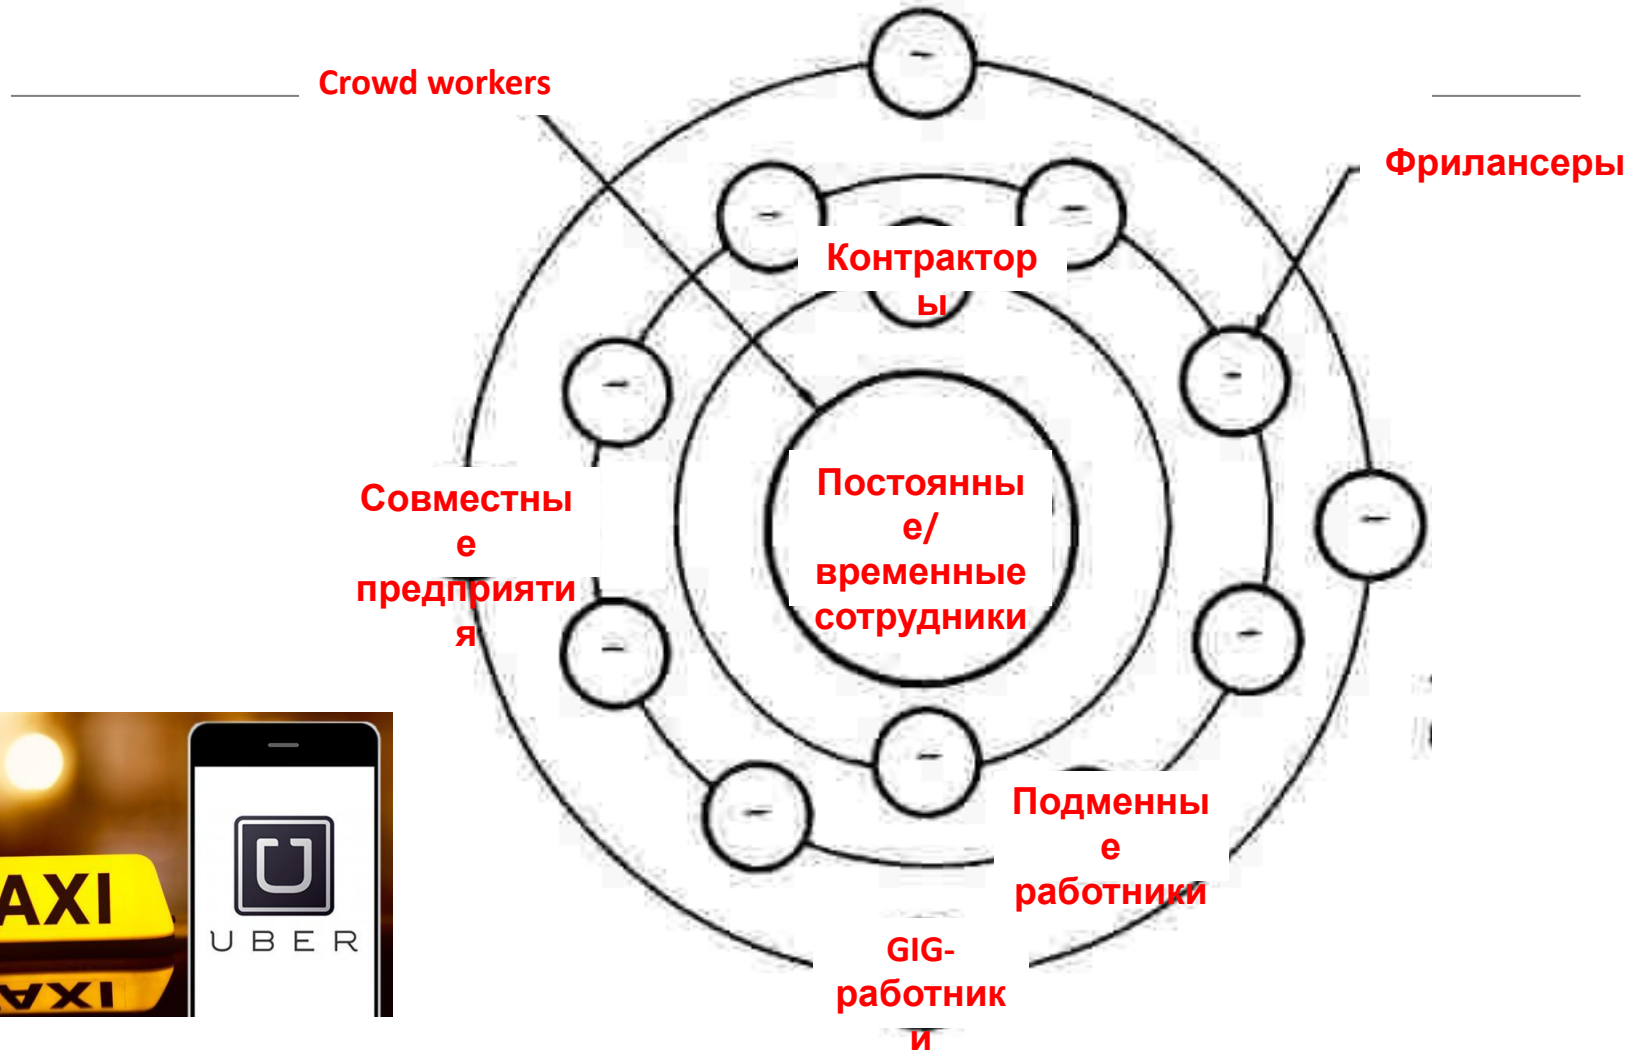 Crowd workers
Фрилансеры
Контрактор
ы
Постоянны
е/
временные
сотрудники
Совместны
е
предприяти
я
Подменны
е
работники
GIG-
работник
и
AXI
UBER